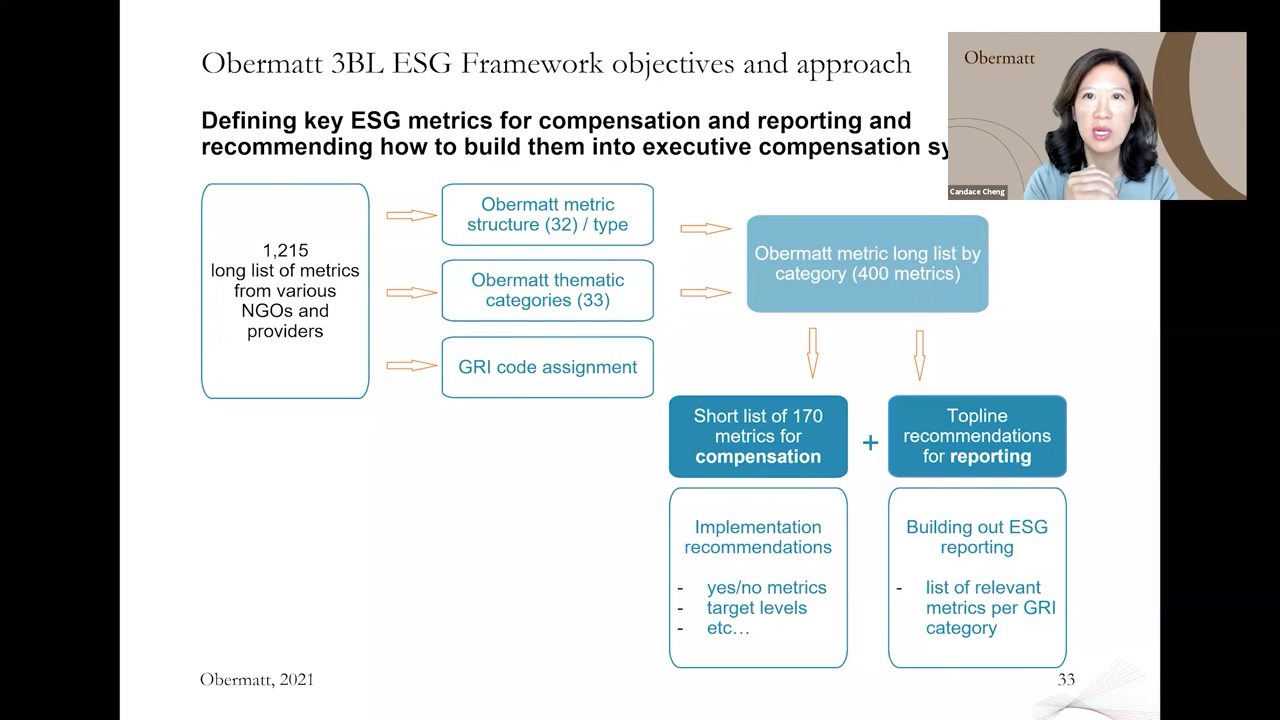 Obermatt 3BL ESG Framework objectives and approach
Obermatt
Defining key ESG metrics for compensation and reporting and
recommending how to build them into executive compensation sy
Candace Cheng
1,215
long list of metrics
from various
NGOs and
providers
Obermatt metric
structure (32) / type
Obermatt thematic
categories (33)
GRI code assignment
Obermatt metric long list by
category (400 metrics)
Short list of 170
metrics for
compensation
+
Topline
recommendations
for reporting
Implementation
recommendations
- yes/no metrics
- target levels
- etc…
Building out ESG
reporting
- list of relevant
metrics per GRI
category
Obermatt, 2021
33